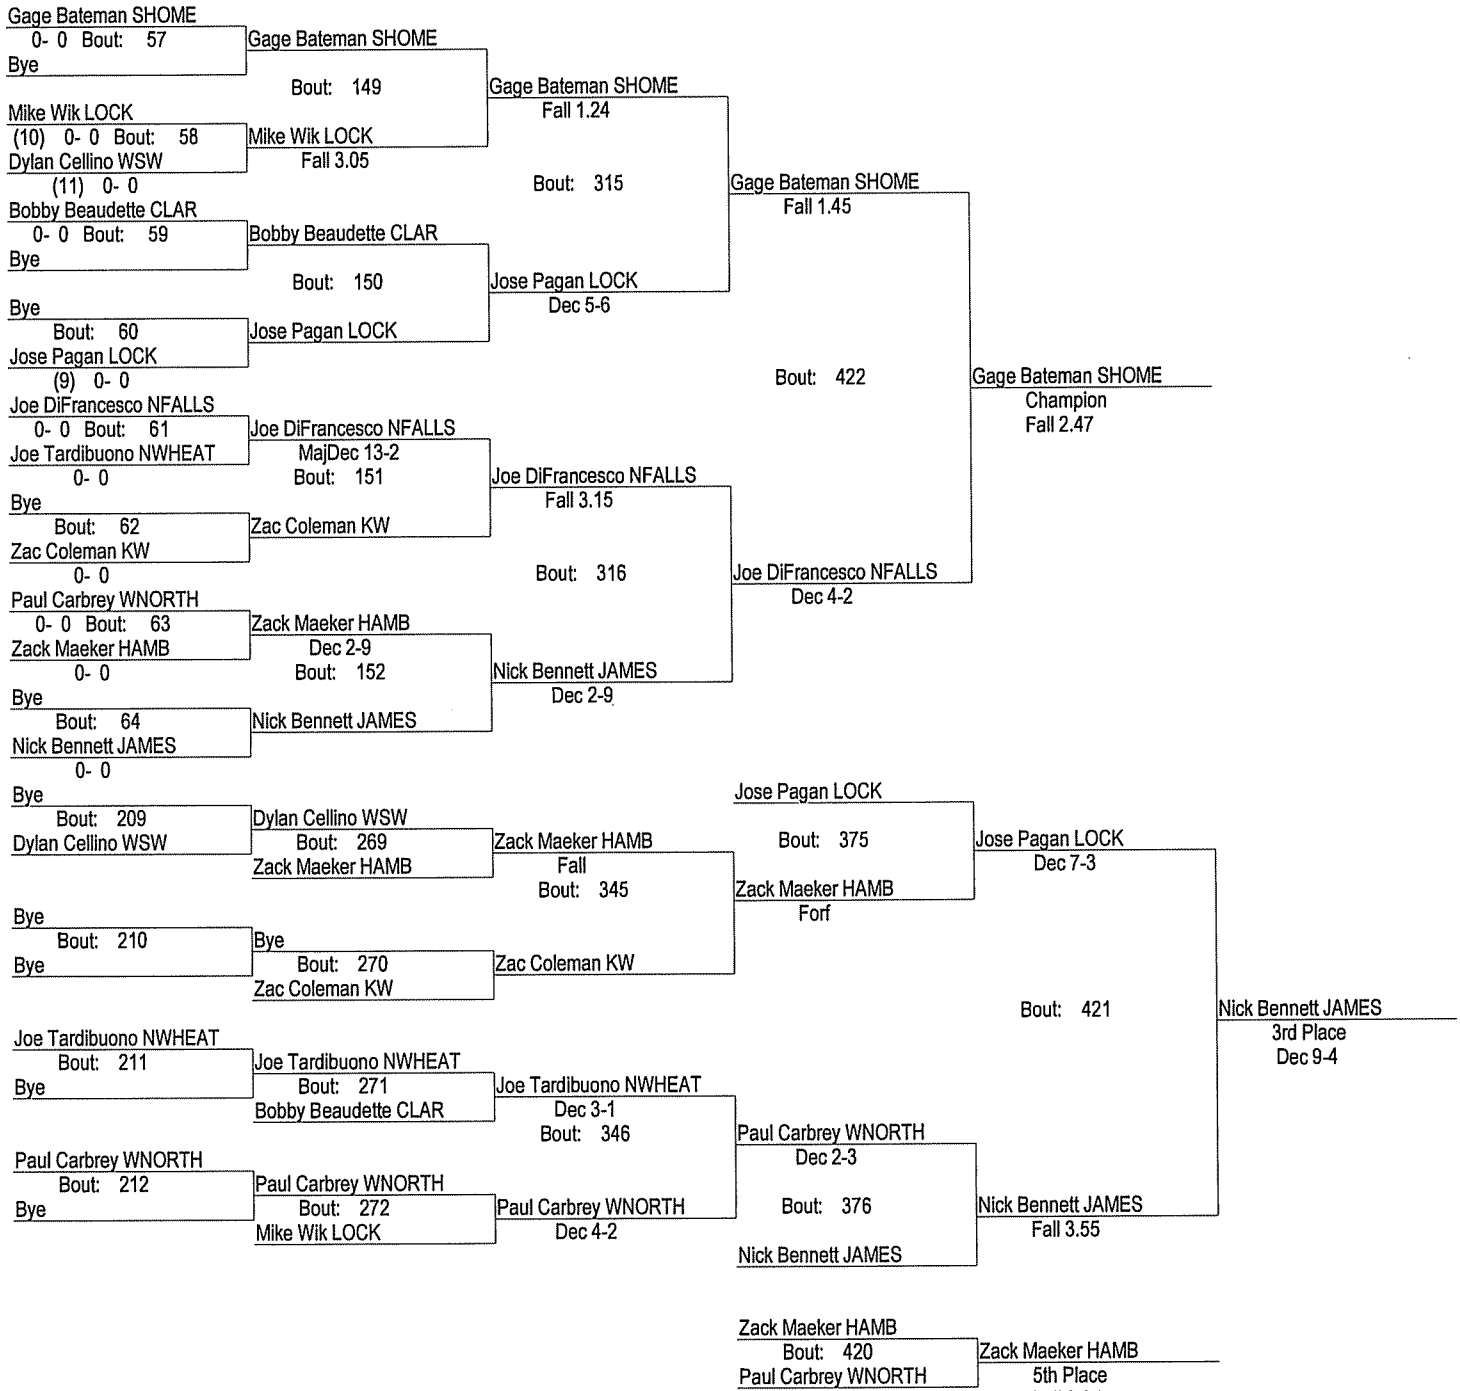 Gage Bateman SHOME
0- 0 Bout: 57
Bye
Gage Bateman SHOME
Bout: 149
Mike Wik LOCK
(10) 0- 0 Bout: 58
Dylan Cellino WSW
(11) 0- 0
Mike Wik LOCK
Fall 3.05
Gage Bateman SHOME
Fall 1.24
Bout: 315
Bobby Beaudette CLAR
0- 0 Bout: 59
Bye
Bobby Beaudette CLAR
Bout: 150
Bye
Bout: 60
Jose Pagan LOCK
(9) 0- 0
Jose Pagan LOCK
Jose Pagan LOCK
Dec 5-6
Gage Bateman SHOME
Fall 1.45
Bout: 422
Gage Bateman SHOME
Champion
Fall 2.47
Joe DiFrancesco NFALLS
0- 0 Bout: 61
Joe Tardibuono NWHEAT
0- 0
Joe DiFrancesco NFALLS
MajDec 13-2
Bout: 151
Bye
Bout: 62
Zac Coleman KW
0- 0
Zac Coleman KW
Joe DiFrancesco NFALLS
Fall 3.15
Bout: 316
Paul Carbrey WNORTH
0- 0 Bout: 63
Zack Maeker HAMB
0- 0
Zack Maeker HAMB
Dec 2-9
Bout: 152
Bye
Bout: 64
Nick Bennett JAMES
0- 0
Nick Bennett JAMES
Nick Bennett JAMES
Dec 2-9
Joe DiFrancesco NFALLS
Dec 4-2
Bye
Bout: 209
Dylan Cellino WSW
Dylan Cellino WSW
Bout: 269
Zack Maeker HAMB
Zack Maeker HAMB
Fall
Bout: 345
Bye
Bout: 210
Bye
Bye
Bout: 270
Zac Coleman KW
Zac Coleman KW
Jose Pagan LOCK
Bout: 375
Zack Maeker HAMB
Forf
Jose Pagan LOCK
Dec 7-3
Bout: 421
Nick Bennett JAMES
3rd Place
Dec 9-4
Joe Tardibuono NWHEAT
Bout: 211
Bye
Joe Tardibuono NWHEAT
Bout: 271
Bobby Beaudette CLAR
Joe Tardibuono NWHEAT
Dec 3-1
Bout: 346
Paul Carbrey WNORTH
Bout: 212
Bye
Paul Carbrey WNORTH
Bout: 272
Mike Wik LOCK
Paul Carbrey WNORTH
Dec 4-2
Paul Carbrey WNORTH
Dec 2-3
Bout: 376
Nick Bennett JAMES
Nick Bennett JAMES
Fall 3.55
Zack Maeker HAMB
Bout: 420
Paul Carbrey WNORTH
Zack Maeker HAMB
5th Place